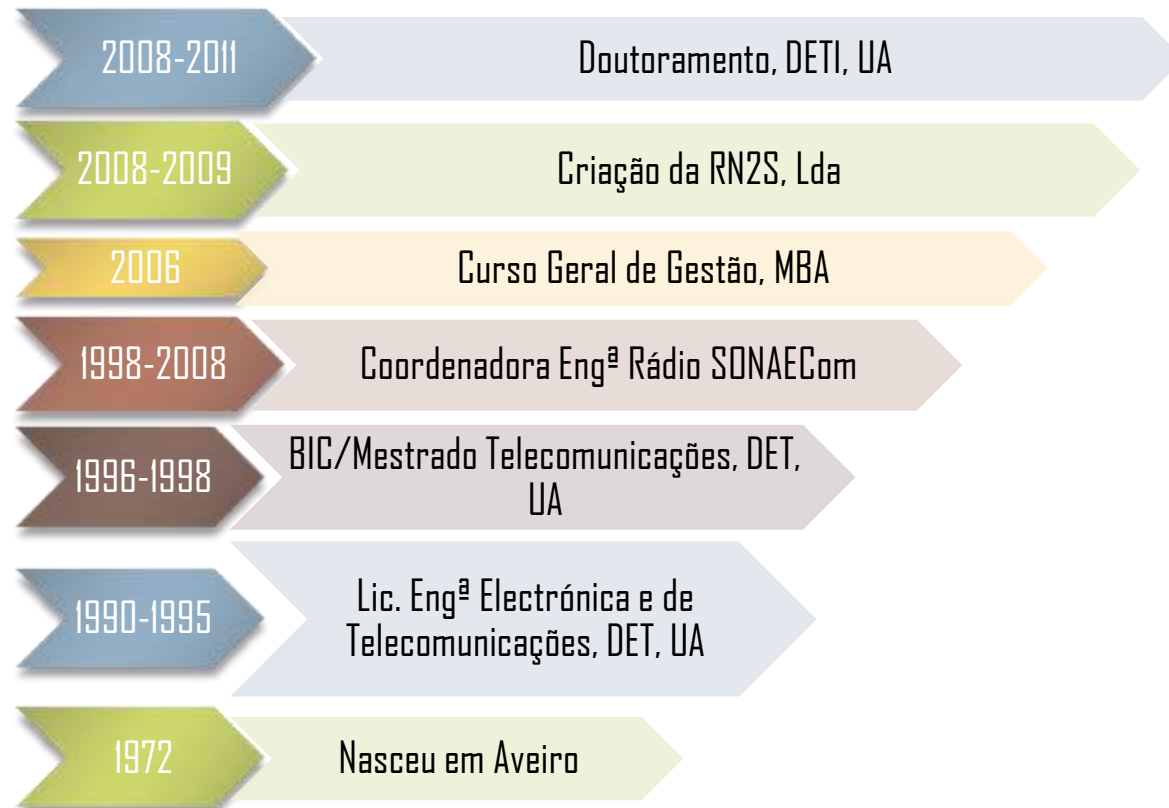 2008-2011
Doutoramento, DETI, UA
2008-2009
Criação da RN2S, Lda
2006
Curso Geral de Gestão, MBA
1998-2008
Coordenadora Engª Rádio SONAECom
1996-1998
BIC/Mestrado Telecomunicações, DET,
UA
1990-1995
Lic. Engª Electrónica e de
Telecomunicações, DET, UA
1972
Nasceu em Aveiro